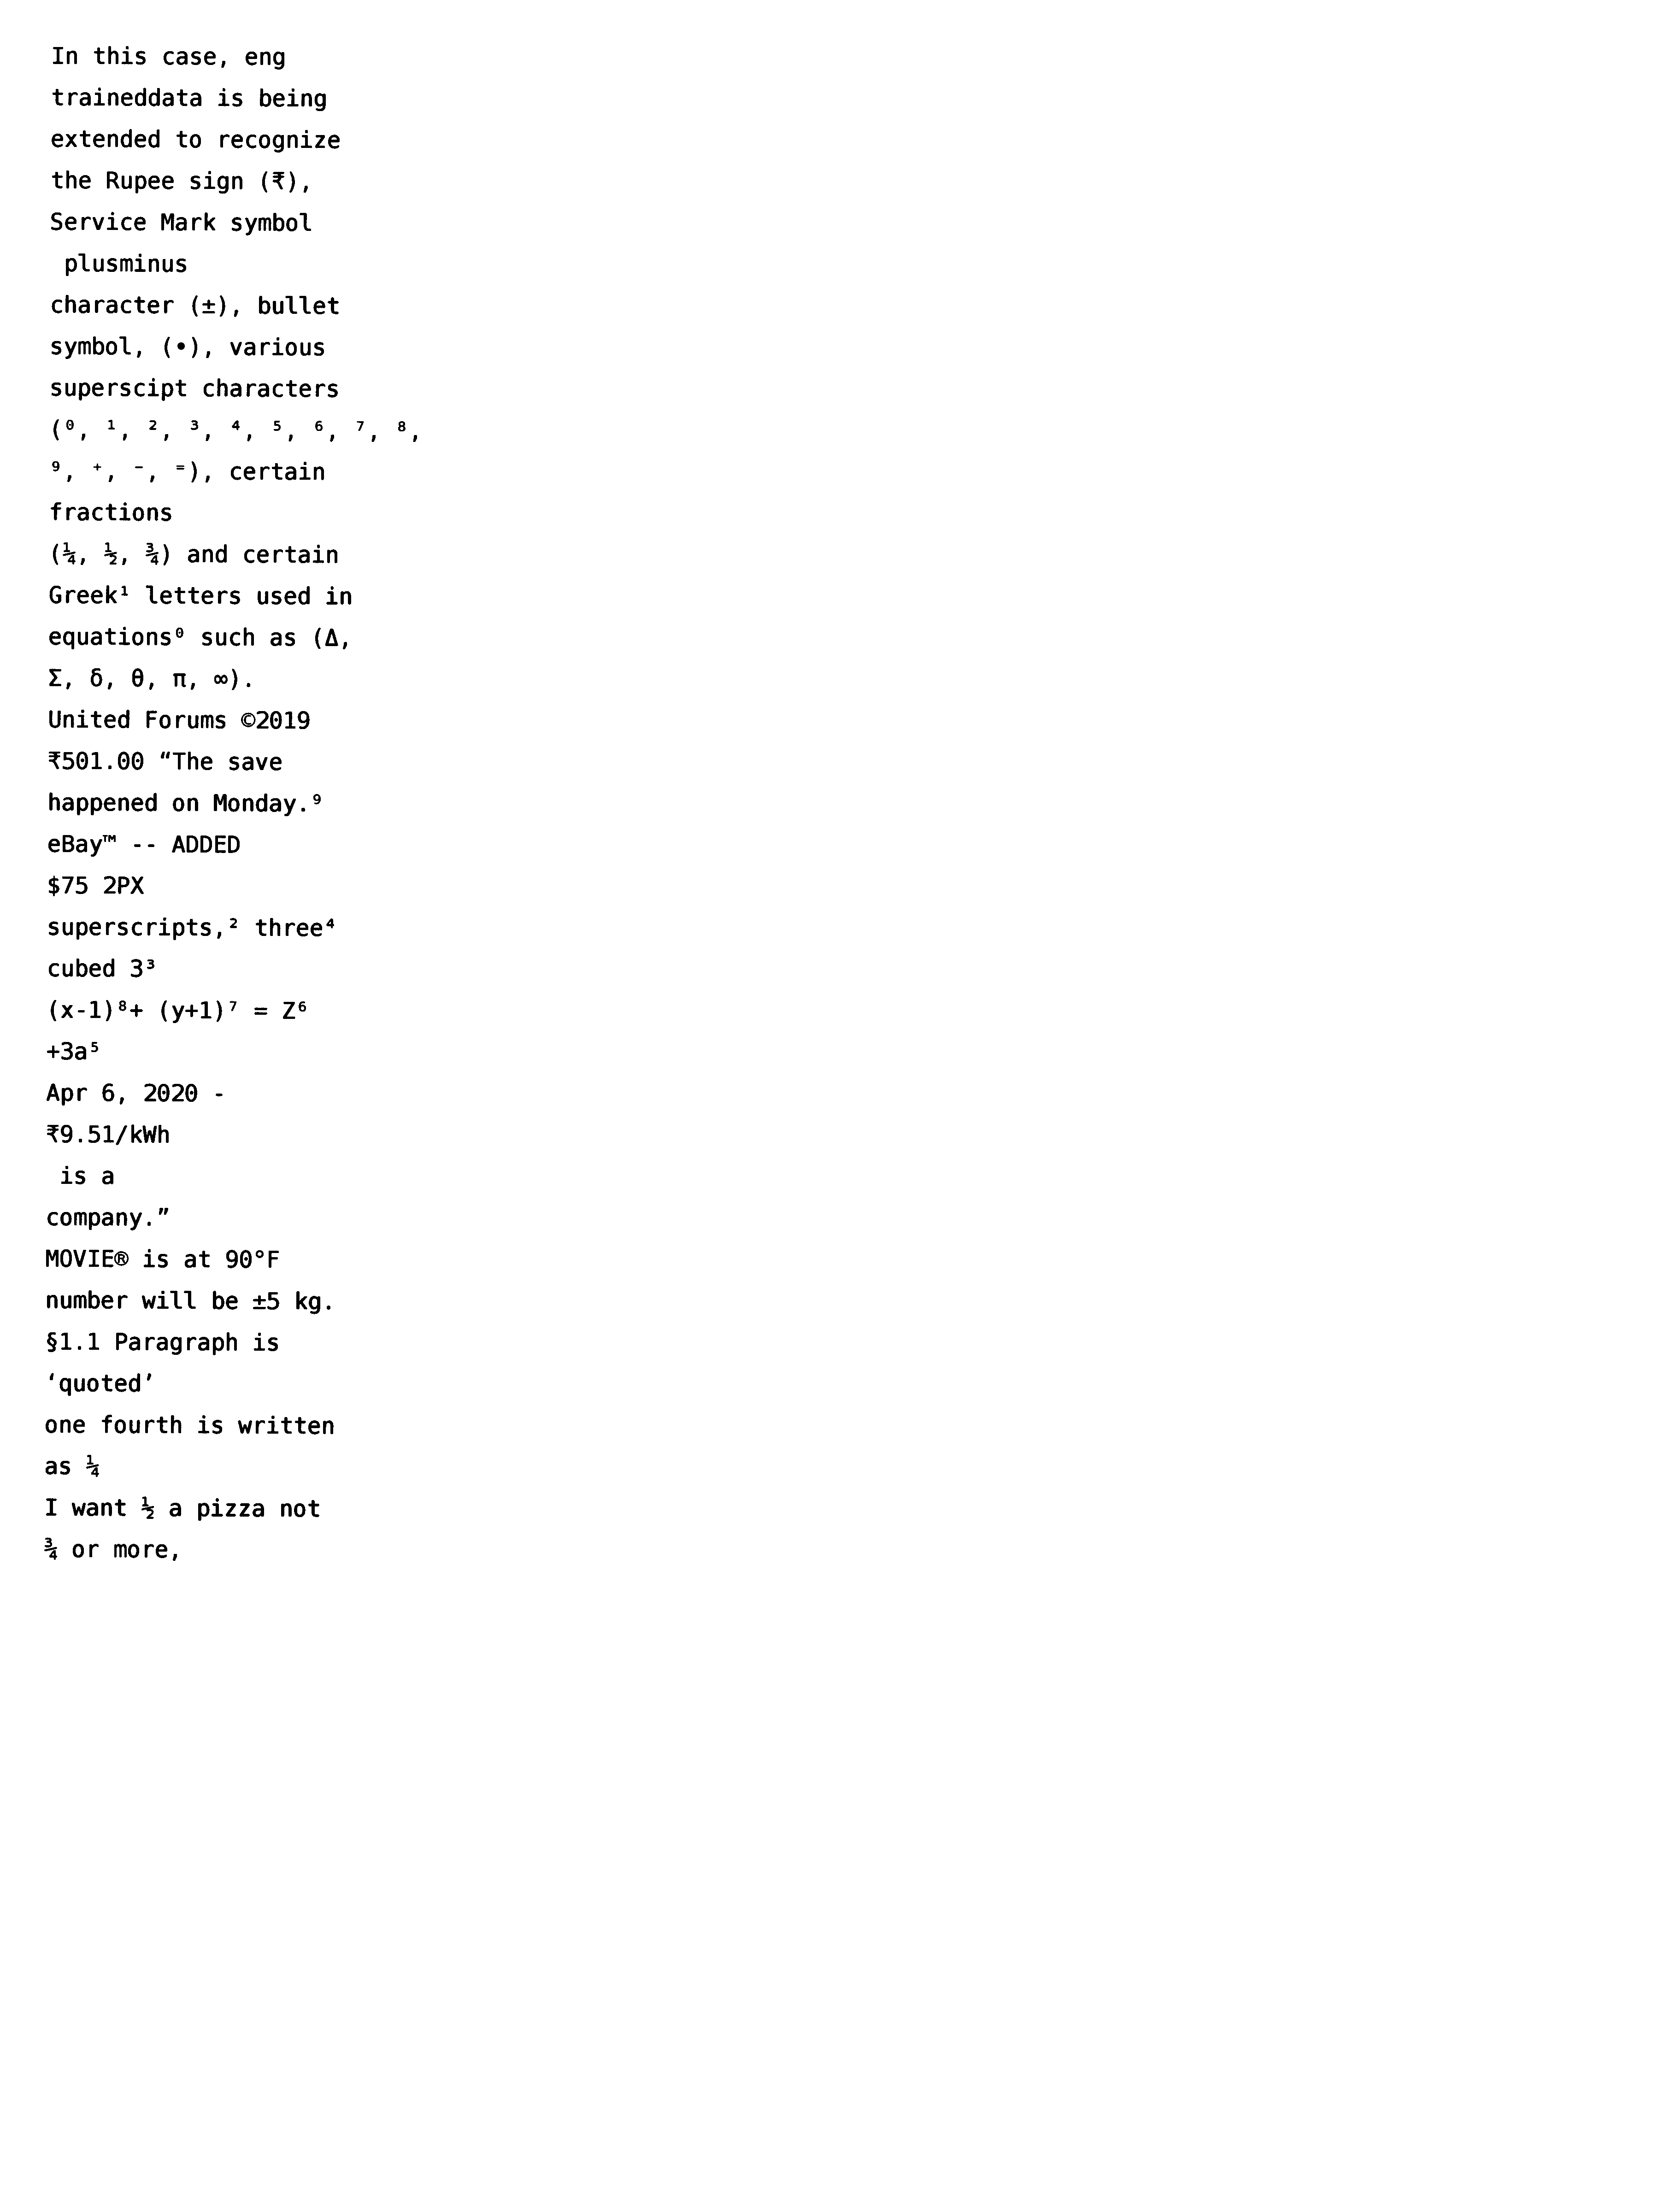 In this case, eng
traineddata is being
extended to recognize
the Rupee sign (₹),
Service Mark symbol
 plusminus
character (±), bullet
symbol, (•), various
superscipt characters
(⁰, ¹, ², ³, ⁴, ⁵, ⁶, ⁷, ⁸,
⁹, ⁺, ⁻, ⁼), certain
fractions
(¼, ½, ¾) and certain
Greek¹ letters used in
equations⁰ such as (Δ,
Σ, δ, θ, π, ∞).
United Forums ©2019
₹501.00 “The save
happened on Monday.⁹
eBay™ -- ADDED
$75 2PX
superscripts,² three⁴
cubed 3³
(x-1)⁸+ (y+1)⁷ = Z⁶
+3a⁵
Apr 6, 2020 -
₹9.51/kWh
 is a
company.”
MOVIE® is at 90°F
number will be ±5 kg.
§1.1 Paragraph is
‘quoted’
one fourth is written
as ¼
I want ½ a pizza not
¾ or more,